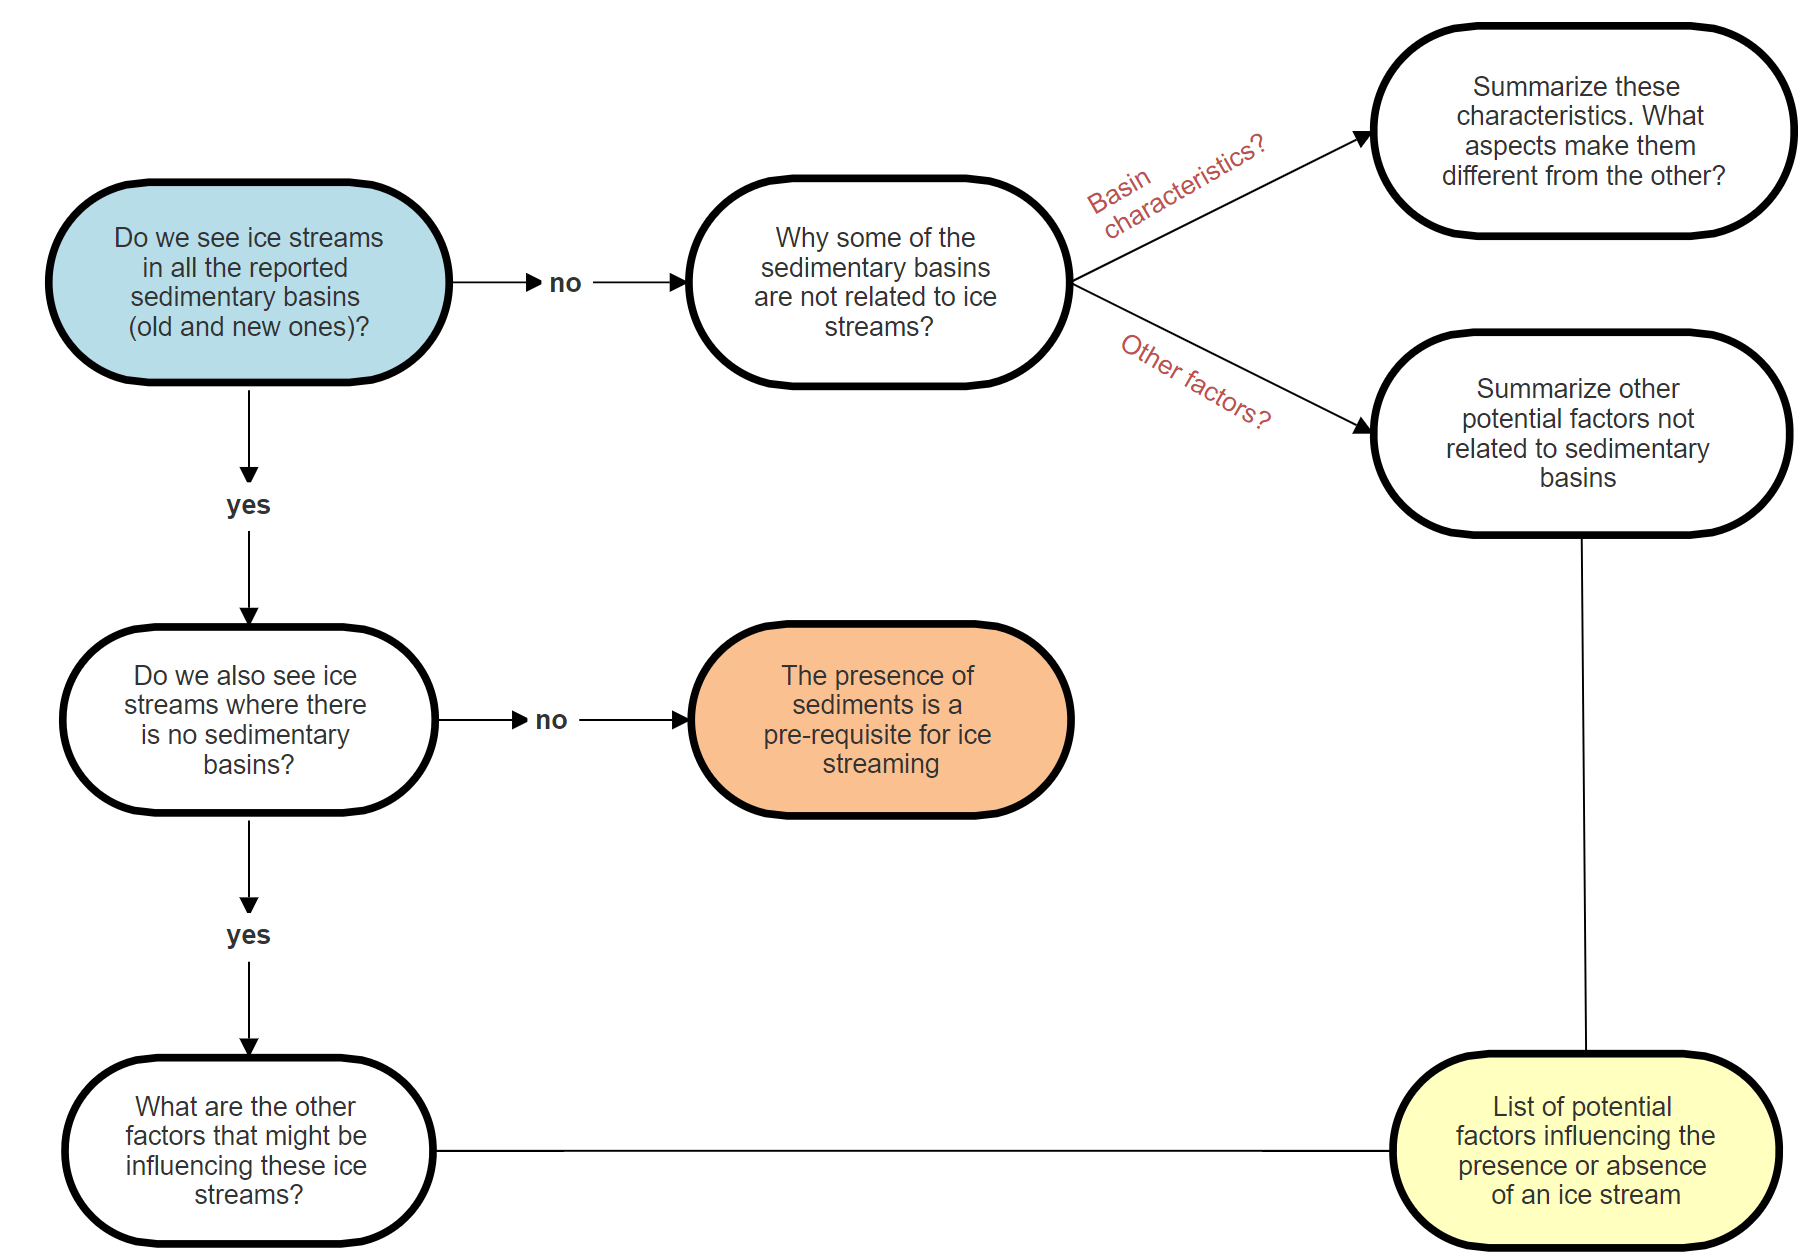 Do we see ice streams
in all the reported
sedimentary basins
(old and new ones)?
no
Why some of the
sedimentary basins
are not related to ice
streams?
Basin
characteristics?
Summarize these
characteristics. What
aspects make them
different from the other?
Other factors?
Summarize other
potential factors not
related to sedimentary
basins
yes
Do we also see ice
streams where there
is no sedimentary
basins?
no
The presence of
sediments is a
pre-requisite for ice
streaming
yes
What are the other
factors that might be
influencing these ice
streams?
List of potential
factors influencing the
presence or absence
of an ice stream